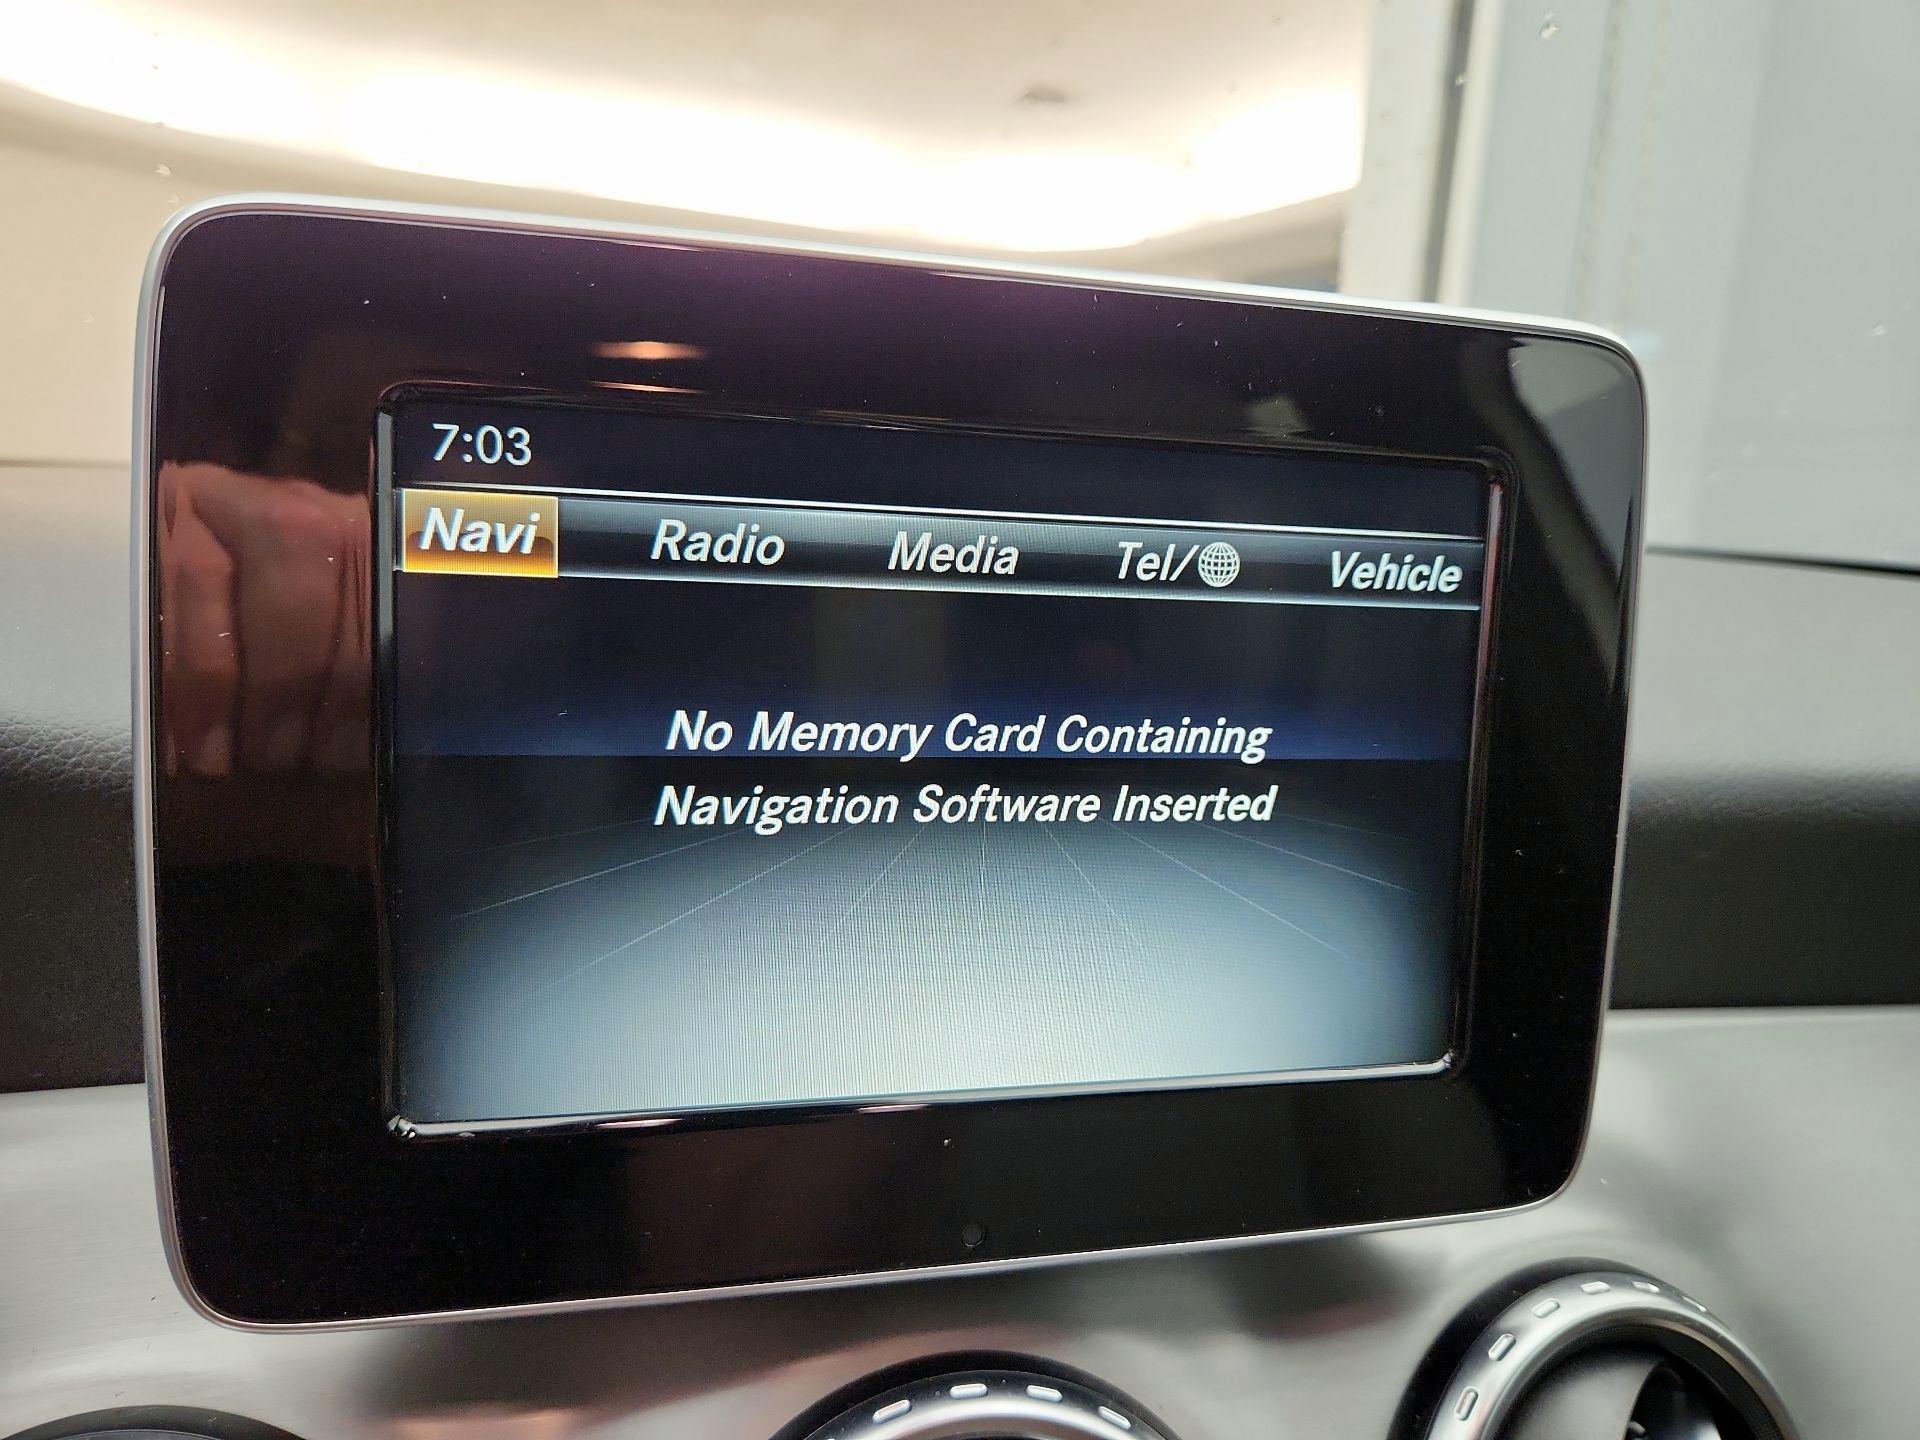 7:03
Navi Radio Media Tel/ Vehicle
No Memory Card Containing
Navigation Software Inserted